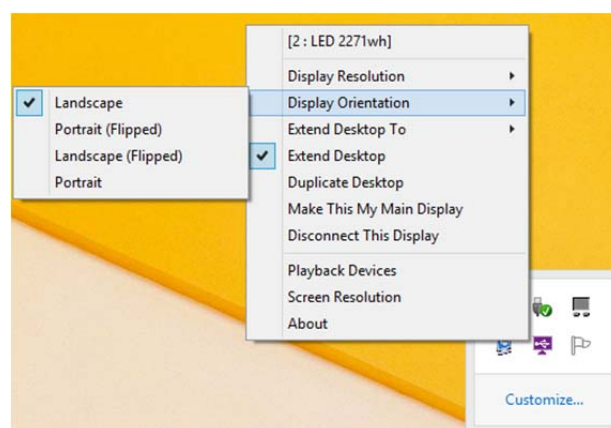 [2 : LED 2271wh]
Display Resolution
Display Orientation
Extend Desktop To
Extend Desktop
Duplicate Desktop
Make This My Main Display
Disconnect This Display
Playback Devices
Screen Resolution
About
Landscape
Portrait (Flipped)
Landscape (Flipped)
Portrait
Customize...